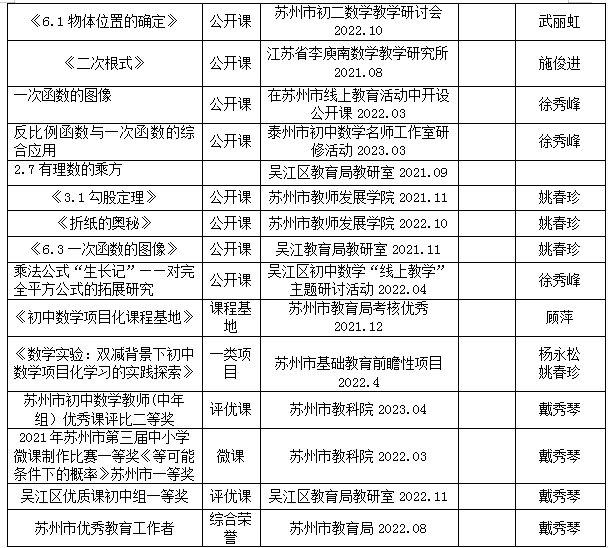 《6.1物体位置的确定》 公开课 苏州市初二数学教学研讨会 武丽虹
2022.10
《二次根式》 公开课 江苏省李庾南数学教学研究所 施俊进
2021.08
一次函数的图像 公开课 在苏州市线上教育活动中开设 徐秀峰
公开课 2022.03
反比例函数与一次函数的综 公开课 泰州市初中数学名师工作室研 徐秀峰
合应用 修活动 2023.03
2.7有理数的乘方 吴江区教育局教研室 2021.09
《3.1勾股定理》 公开课 苏州市教师发展学院 2021.11 姚春珍
《折纸的奥秘》 公开课 苏州市教师发展学院 2022.10 姚春珍
《6.3一次函数的图像》 公开课 吴江教育局教研室 2021.11 姚春珍
乘法公式“生长记”——对完 公开课 吴江区初中数学“线上教学” 徐秀峰
全平方公式的拓展研究 主题研讨活动 2022.04
《初中数学项目化课程基地》 课程基 苏州市教育局考核优秀 顾萍
地 2021.12
《数学实验：双减背景下初中 一类项 苏州市基础教育前瞻性项目 杨永松
数学项目化学习的实践探索》 目 2022.4 姚春珍
苏州市初中数学教师(中年 评优课 苏州市教科院 2023.04 戴秀琴
组）优秀课评比二等奖
2021年苏州市第三届中小学 微课 苏州市教科院 2022.03 戴秀琴
微课制作比赛一等奖《等可能
条件下的概率》苏州市一等奖
吴江区优质课初中组一等奖 评优课 吴江区教育局教研室 2022.11 戴秀琴
苏州市优秀教育工作者 综合荣 苏州市教育局 2022.08 戴秀琴
誉